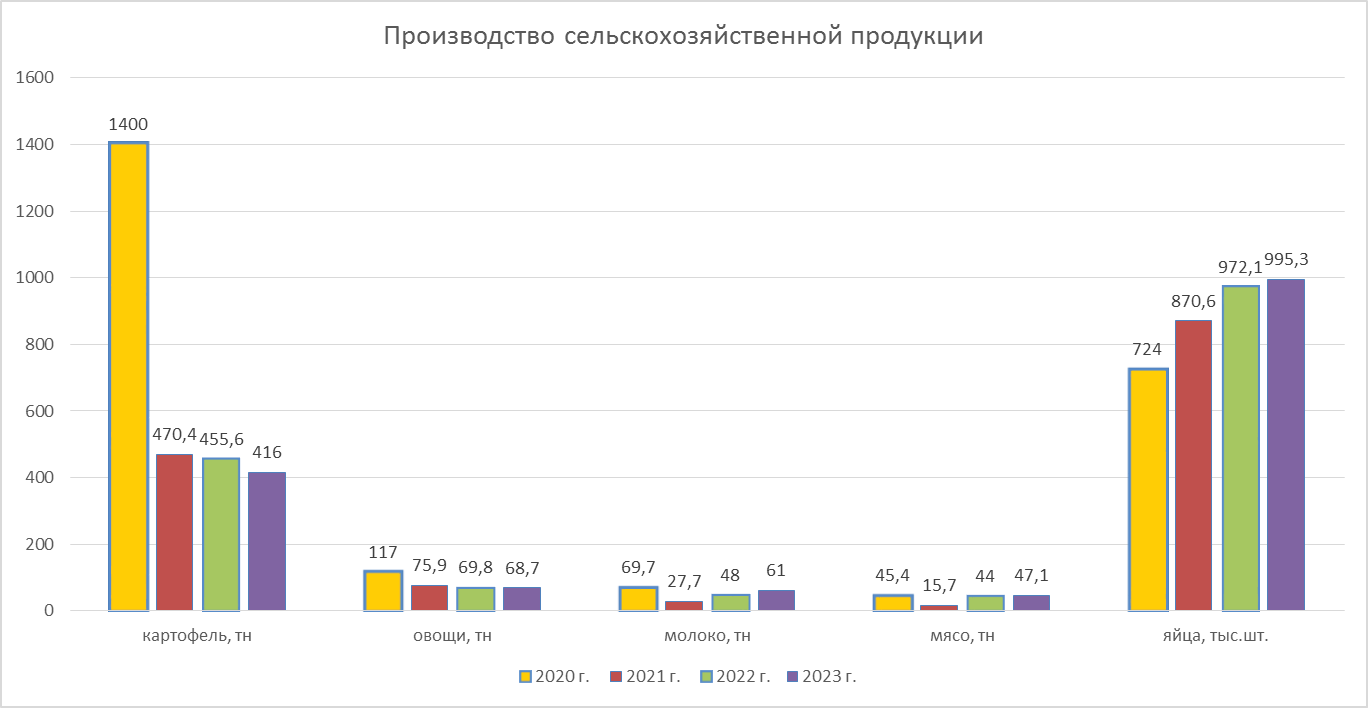 Производство сельскохозяйственной продукции
1600
1400
1200
1000
800
600
400
200
0
1400
470,4
455,6
416
117
75,9
69,8
68,7
69,7
27,7
48
61
45,4
15,7
44
47,1
724
870,6
972,1
995,3
картофель, тн
овощи, тн
молоко, тн
мясо, тн
яйца, тыс.шт.
2020 г.
2021 г.
2022 г.
2023 г.